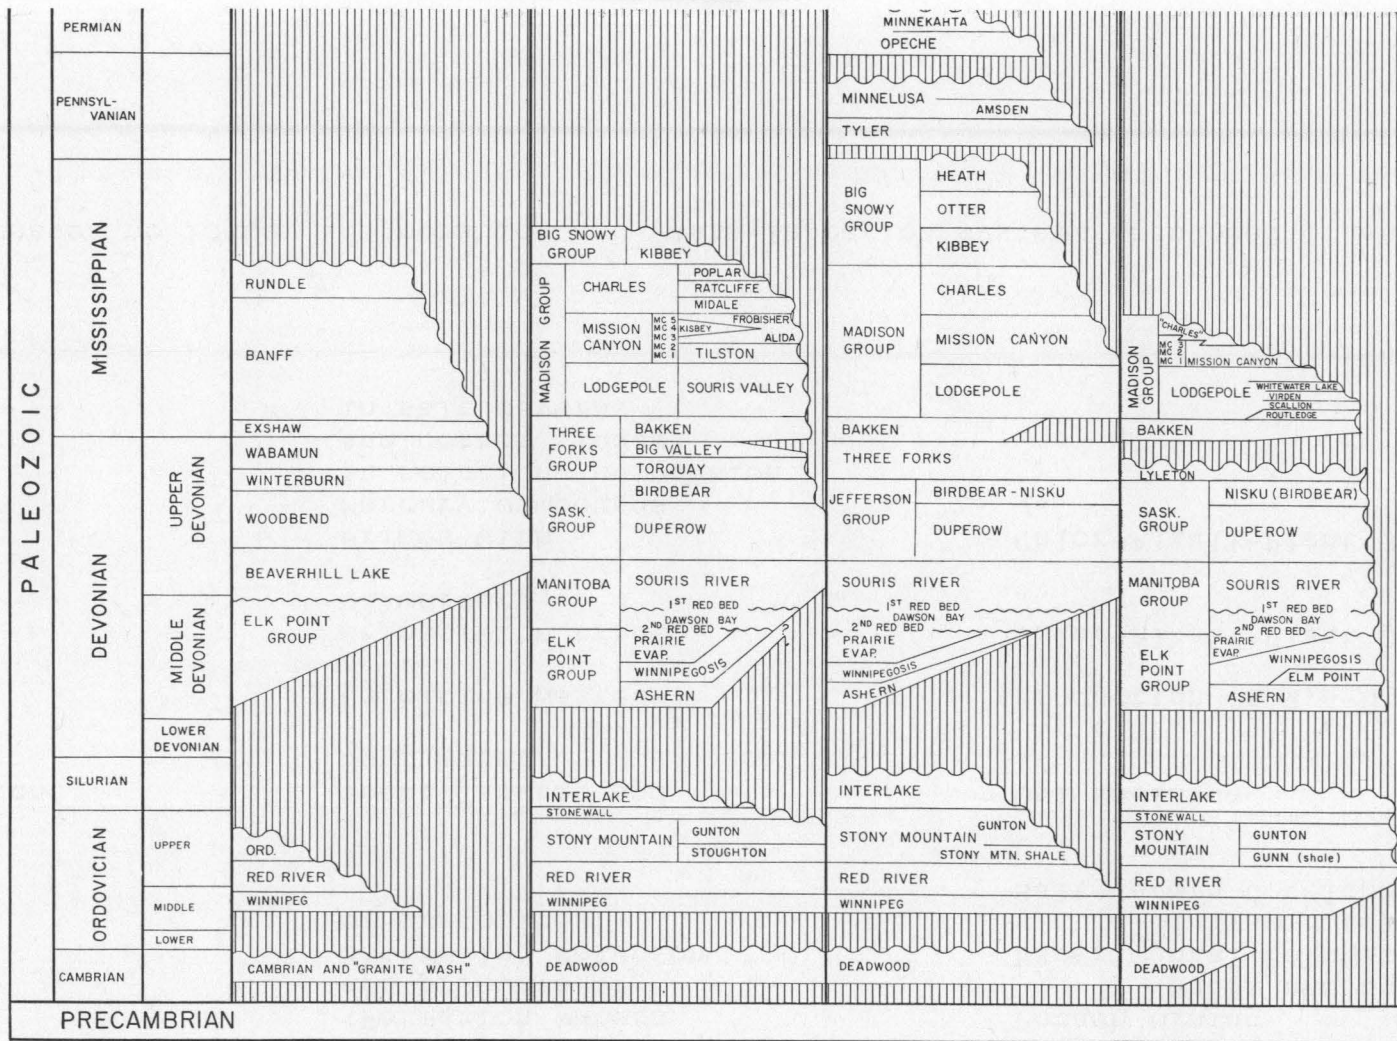 PALEOZOIC
PERMIAN
PENNSYL-
VANIAN
MISSISSIPPIAN
DEVONIAN
UPPER
DEVONIAN
MIDDLE
DEVONIAN
LOWER
DEVONIAN
SILURIAN
ORDOVICIAN
UPPER
MIDDLE
LOWER
CAMBRIAN
PRECAMBRIAN
RUNDLE
BANFF
EXSHAW
WABAMUN
WINTERBURN
WOODBEND
BEAVERHILL LAKE
ELK POINT
GROUP
ORD.
RED RIVER
WINNIPEG
CAMBRIAN AND "GRANITE WASH"
BIG SNOWY
GROUP
KIBBEY
MADISON GROUP
CHARLES
POPLAR
RATCLIFFE
MIDALE
MISSION
CANYON
MC 5
MC 4
MC 3
MC 2
MC 1
FROBISHER
KISBEY
ALIDA
TILSTON
LODGEPOLE
SOURIS VALLEY
THREE
FORKS
GROUP
BAKKEN
BIG VALLEY
TORQUAY
SASK.
GROUP
BIRDBEAR
DUPEROW
MANITOBA
GROUP
SOURIS RIVER
1ST RED BED
DAWSON BAY
2ND RED BED
ELK
POINT
GROUP
PRAIRIE
EVAP.
WINNIPEGOSIS
?
ASHERN
INTERLAKE
STONEWALL
STONY MOUNTAIN
GUNTON
STOUGHTON
RED RIVER
WINNIPEG
DEADWOOD
MINNEKAHTA
OPECHE
MINNELUSA
AMSDEN
TYLER
BIG
SNOWY
GROUP
HEATH
OTTER
KIBBEY
MADISON
GROUP
CHARLES
MISSION CANYON
LODGEPOLE
BAKKEN
THREE FORKS
JEFFERSON
GROUP
BIRDBEAR-NISKU
DUPEROW
SOURIS RIVER
1ST RED BED
DAWSON BAY
2ND RED BED
PRAIRIE
EVAP.
WINNIPEGOSIS
ASHERN
INTERLAKE
STONY MOUNTAIN
GUNTON
STONY MTN. SHALE
RED RIVER
WINNIPEG
DEADWOOD
MADISON
GROUP
"CHARLES"
MC 3
MC 2
MC 1
MISSION CANYON
LODGEPOLE
WHITEWATER LAKE
VIRDEN
SCALLION
ROUTLEDGE
BAKKEN
LYLETON
SASK.
GROUP
NISKU (BIRDBEAR)
DUPEROW
MANITOBA
GROUP
SOURIS RIVER
1ST RED BED
DAWSON BAY
2ND RED BED
ELK
POINT
GROUP
PRAIRIE
EVAP.
WINNIPEGOSIS
ELM POINT
ASHERN
INTERLAKE
STONEWALL
STONY
MOUNTAIN
GUNTON
GUNN (shale)
RED RIVER
WINNIPEG
DEADWOOD